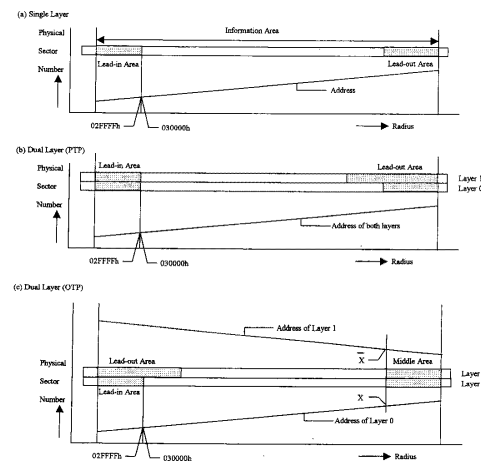 (a) Single Layer
Physical
Information Area
Sector
Number
Lead-in Area
Lead-out Area
Address
02FFFFh
030000h
Radius
(b) Dual Layer (PTP)
Physical
Lead-in Area
Lead-out Area
Layer
Sector
Layer
Number
Address of both layers
02FFFFh
030000h
Radius
(c) Dual Layer (OTP)
Address of Layer 1
X
Physical
Lead-out Area
Middle Area
Layer
Sector
Lead-in Area
Layer
Number
X
Address of Layer 0
02FFFFh
030000h
Radius